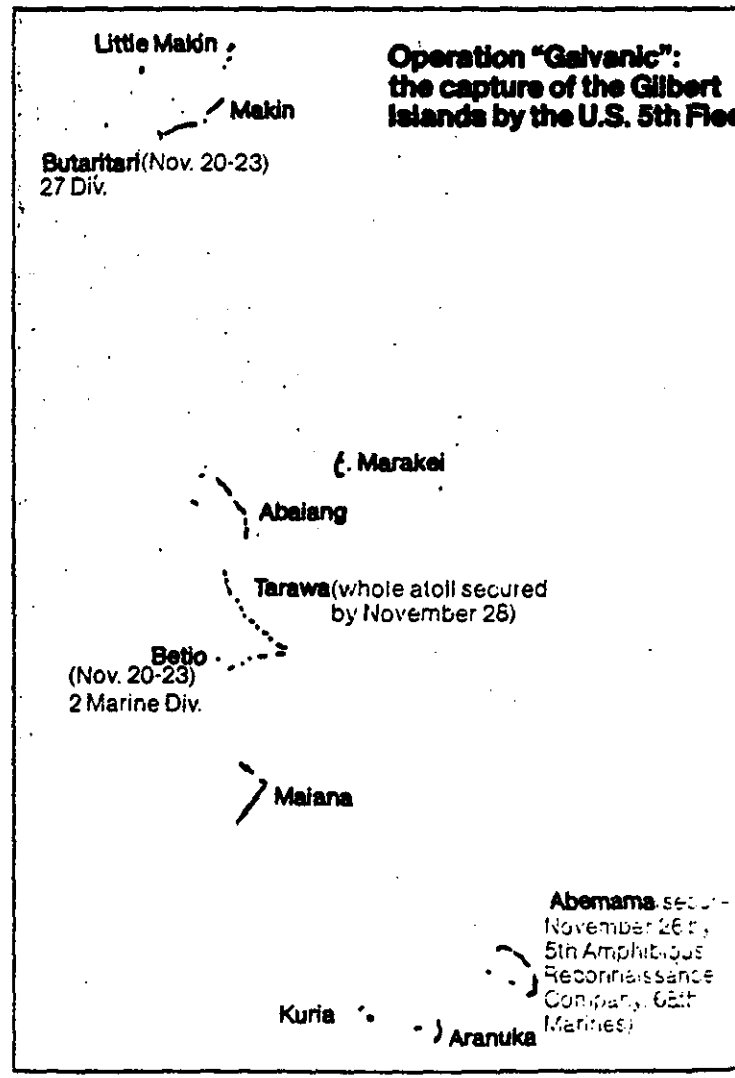 Little Makin
Operation "Galvanic":
the capture of the Gilbert
Islands by the U.S. 5th
Makin
Butaritari (Nov. 20-23)
27 Div.
Marakei
Abaiang
Tarawa (whole atoll secured
by November 28)
Betio
(Nov. 20-23)
2 Marine Div.
Maiana
Abemama
November 26
5th Amphibious
Reconnaissance
Company,
Marines)
Kuria
Aranuka